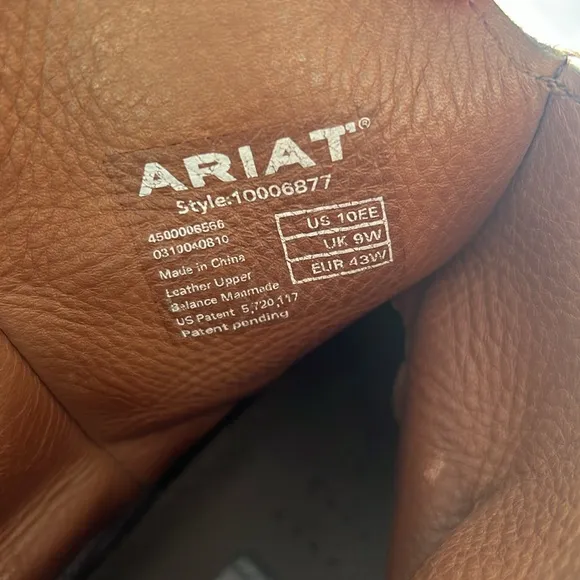 ARIAT®
Style:10006877
4500006566
0310040810
Made in China
Leather Upper
Balance Manmade
US Patent 5,720,117
Patent pending
US 10EE
UK 9W
EUR 43W